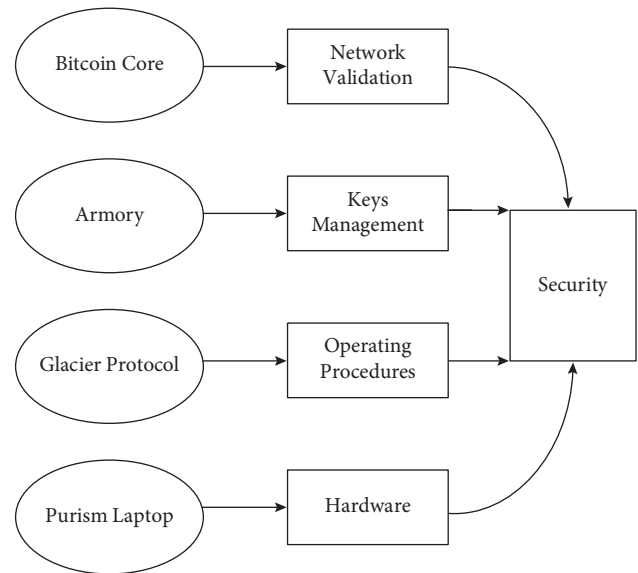 Bitcoin Core
Network
Validation
Armory
Keys
Management
Security
Glacier Protocol
Operating
Procedures
Purism Laptop
Hardware